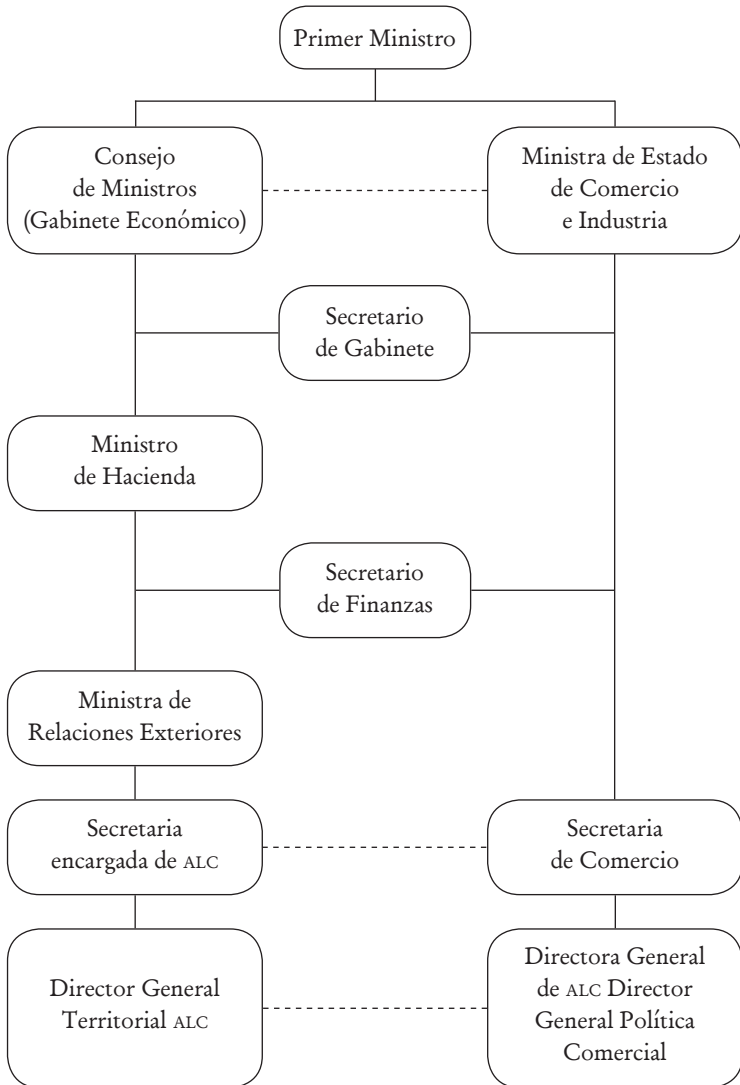 Primer Ministro
Consejo
de Ministros
(Gabinete Económico)
Ministra de Estado
de Comercio
e Industria
Secretario
de Gabinete
Ministro
de Hacienda
Secretario
de Finanzas
Ministra de
Relaciones Exteriores
Secretaria
encargada de ALC
Secretaria
de Comercio
Director General
Territorial ALC
Directora General
de ALC Director
General Política
Comercial